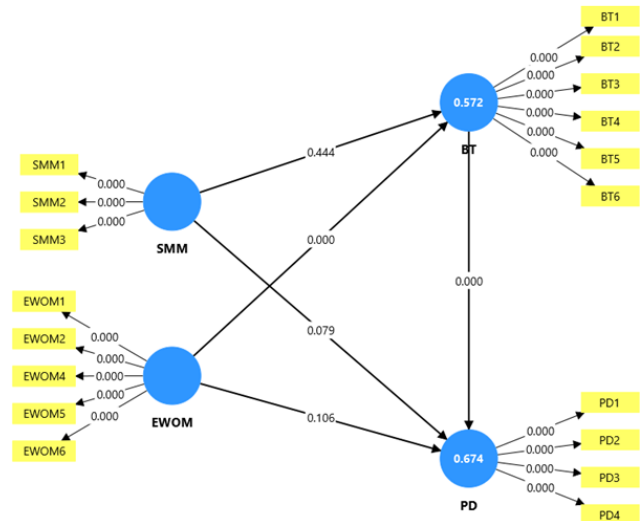 BT1
0.000
BT2
0.000
BT3
0.000
0.572
0.000
BT4
0.000
BT
BT5
0.000
BT6
SMM1
0.000
SMM2
0.000
SMM3
0.000
SMM
0.444
0.000
0.079
0.000
EWOM1
0.000
EWOM2
0.000
EWOM4
0.000
EWOM5
0.000
EWOM6
0.000
EWOM
0.106
PD1
0.000
PD2
0.000
0.674
PD3
0.000
PD4
0.000
PD